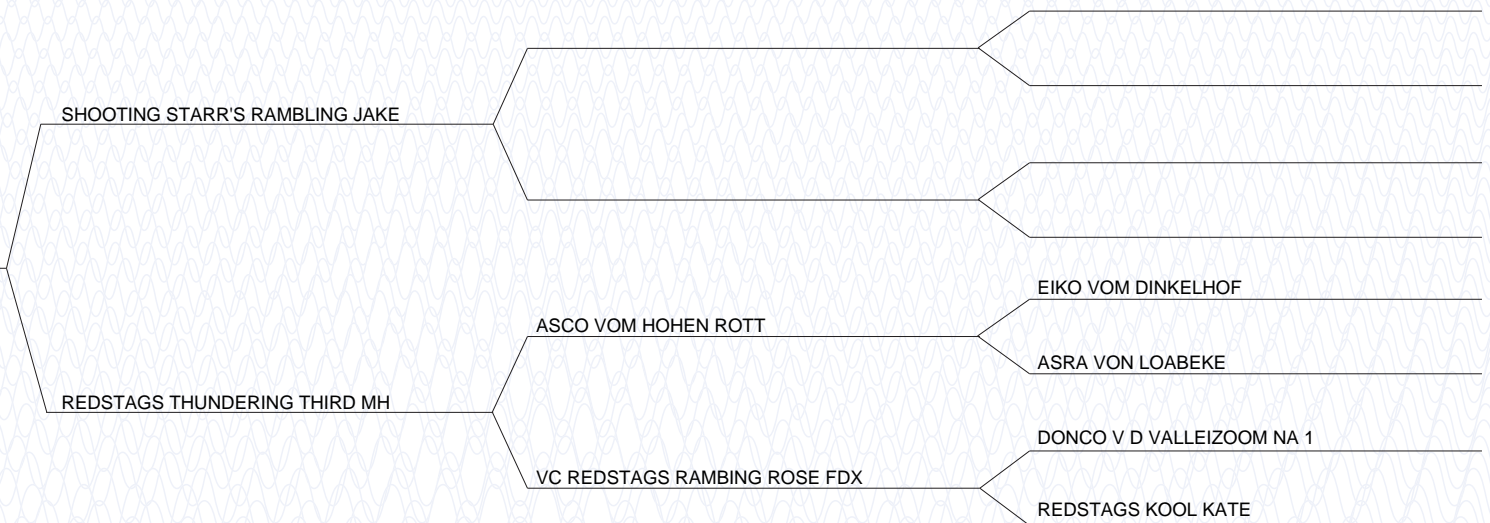 SHOOTING STARR'S RAMBLING JAKE
EIKO VOM DINKELHOF
ASCO VOM HOHEN ROTT
ASRA VON LOABEKE
REDSTAGS THUNDERING THIRD MH
DONCO V D VALLEIZOOM NA 1
VC REDSTAGS RAMBING ROSE FDX
REDSTAGS KOOL KATE